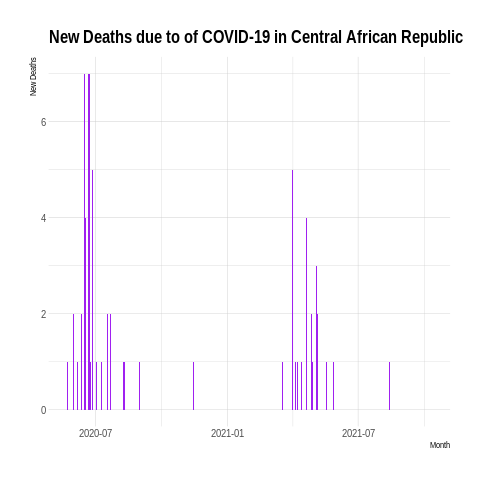 New Deaths due to of COVID-19 in Central African Republic
New Deaths
6
4
2
0
2020-07
2021-01
2021-07
Month